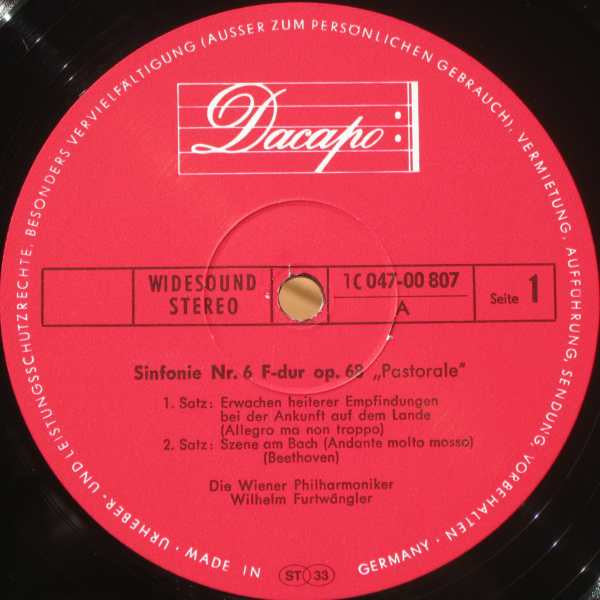 URHEBER- UND LEISTUNGSSCHUTZRECHTE, BESONDERS VERVIELFÄLTIGUNG (AUSSER ZUM PERSÖNLICHEN GEBRAUCH), VERMIETUNG, AUFFÜHRUNG, SENDUNG, VORBEHALTEN · MADE IN GERMANY ·
Dacapo
WIDESOUND
STEREO
1C 047-00 807
A
Seite 1
Sinfonie Nr. 6 F-dur op. 68 „Pastorale"
1. Satz: Erwachen heiterer Empfindungen
bei der Ankunft auf dem Lande
(Allegro ma non troppo)
2. Satz: Szene am Bach (Andante molto mosso)
(Beethoven)
Die Wiener Philharmoniker
Wilhelm Furtwängler
ST 33